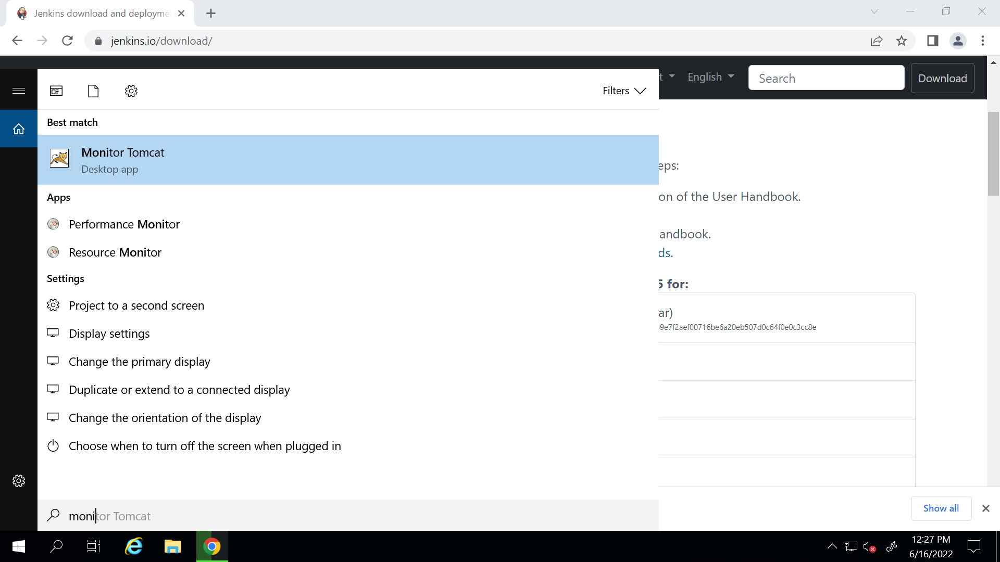 Jenkins download and deployme
jenkins.io/download/
English
Search
Download
Filters
Best match
Monitor Tomcat
Desktop app
eps:
Apps
on of the User Handbook.
Performance Monitor
andbook.
Resource Monitor
ds.
Settings
5 for:
Project to a second screen
ar)
9e7f2aef00716be6a20eb507d0c64f0e0c3cc8e
Display settings
Change the primary display
Duplicate or extend to a connected display
Change the orientation of the display
Choose when to turn off the screen when plugged in
Show all
monitor Tomcat
12:27 PM
6/16/2022